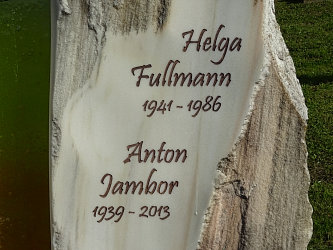 Helga
Fullmann
1941 - 1986
Anton
Jambor
1939 - 2013